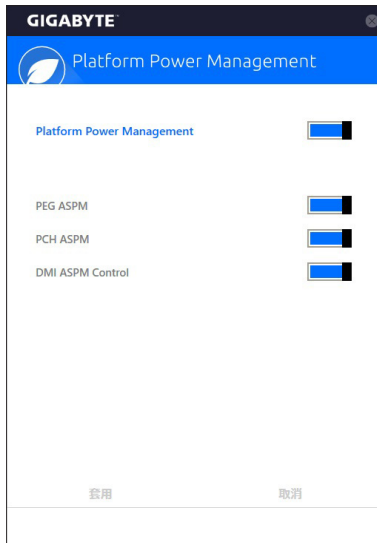 GIGABYTE
Platform Power Management
Platform Power Management
PEG ASPM
PCH ASPM
DMI ASPM Control
套用 取消